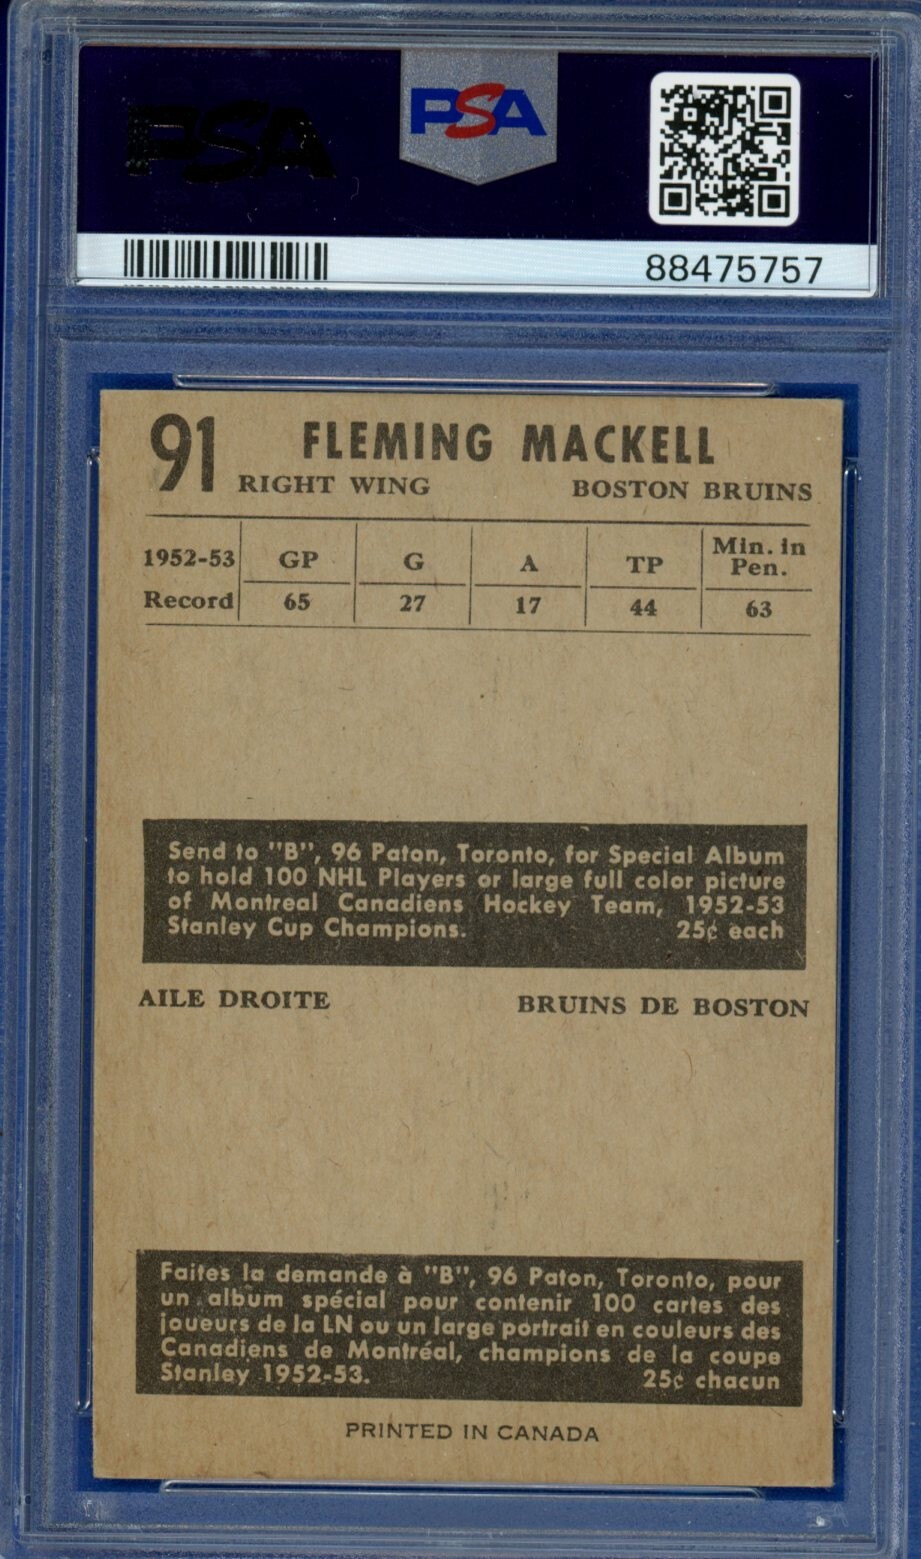 PSA
PSA
88475757
91 FLEMING MACKELL
RIGHT WING BOSTON BRUINS
1952-53 GP G A TP Min. in Pen.
Record 65 27 17 44 63
Send to "B", 96 Paton, Toronto, for Special Album
to hold 100 NHL Players or large full color picture
of Montreal Canadiens Hockey Team, 1952-53
Stanley Cup Champions. 25¢ each
AILE DROITE BRUINS DE BOSTON
Faites la demande à "B", 96 Paton, Toronto, pour
un album spécial pour contenir 100 cartes des
joueurs de la LN ou un large portrait en couleurs des
Canadiens de Montréal, champions de la coupe
Stanley 1952-53. 25¢ chacun
PRINTED IN CANADA